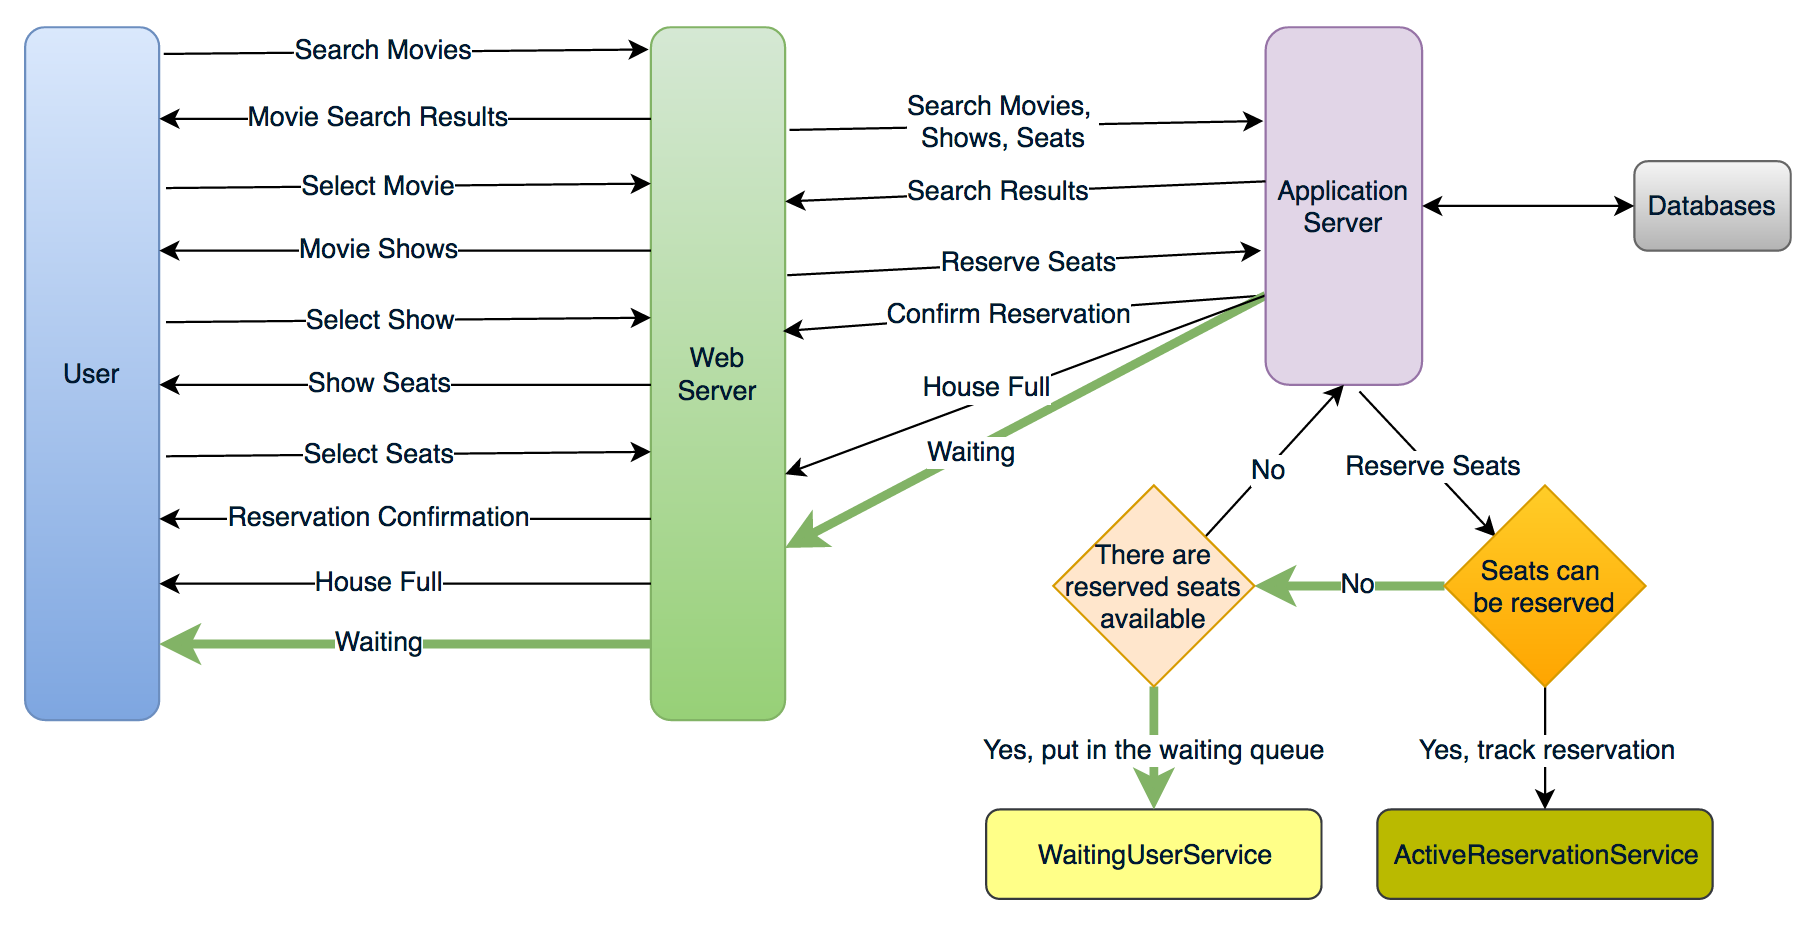 Search Movies
Movie Search Results
Select Movie
Movie Shows
Select Show
User
Show Seats
Select Seats
Reservation Confirmation
House Full
Waiting
Web
Server
Search Movies,
Shows, Seats
Search Results
Reserve Seats
Confirm Reservation
House Full
Waiting
Application
Server
Databases
No
Reserve Seats
There are
reserved seats
available
No
Seats can
be reserved
Yes, put in the waiting queue
Yes, track reservation
WaitingUserService
ActiveReservationService